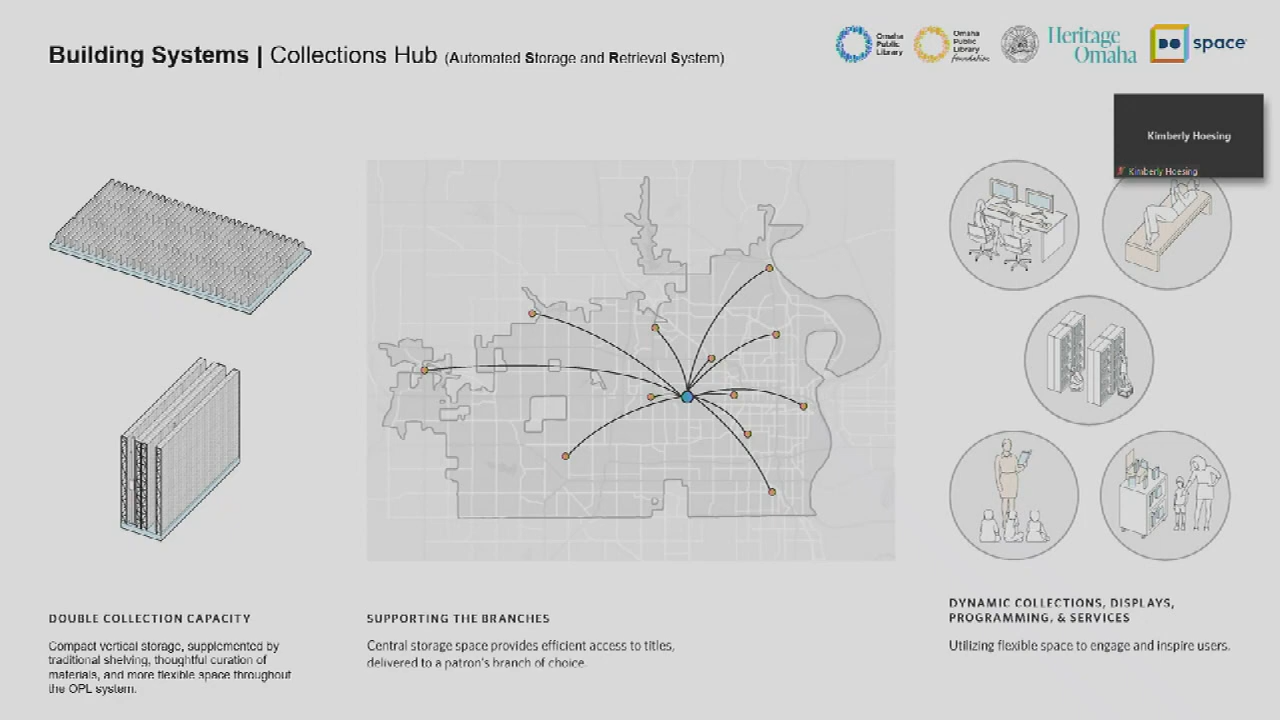 Building Systems | Collections Hub (Automated Storage and Retrieval System)
Omaha
Public
Library
Omaha
Public
Library
foundation
Heritage
Omaha
DO space
Kimberly Hoesing
Kimberly Hoesing
DOUBLE COLLECTION CAPACITY
Compact vertical storage, supplemented by
traditional shelving, thoughtful curation of
materials, and more flexible space throughout
the OPL system.
SUPPORTING THE BRANCHES
Central storage space provides efficient access to titles,
delivered to a patron's branch of choice.
DYNAMIC COLLECTIONS, DISPLAYS,
PROGRAMMING, & SERVICES
Utilizing flexible space to engage and inspire users.